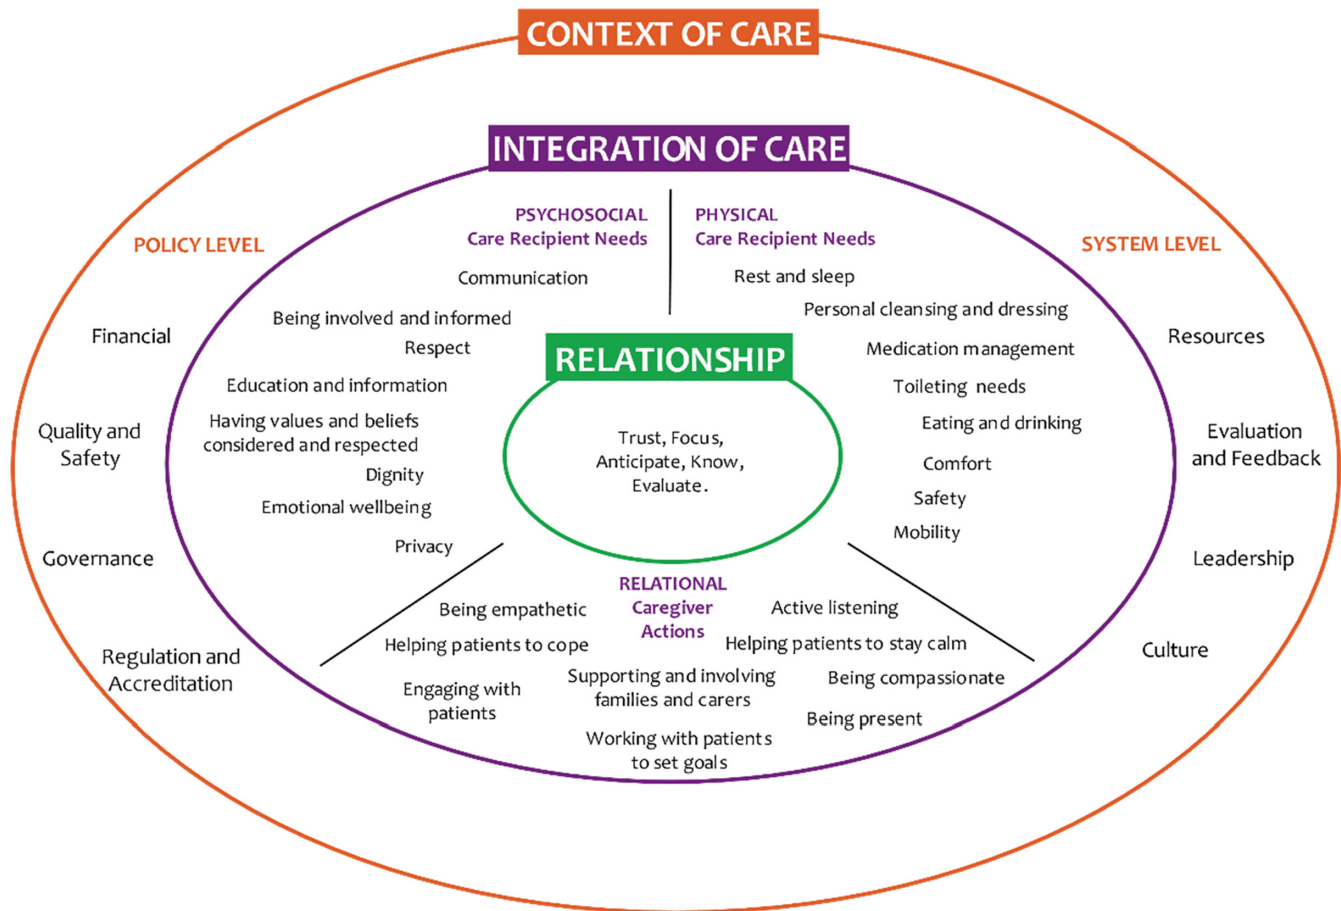 CONTEXT OF CARE
INTEGRATION OF CARE
POLICY LEVEL
Financial
Quality and
Safety
Governance
Regulation and
Accreditation
PSYCHOSOCIAL
Care Recipient Needs
Communication
Being involved and informed
Respect
Education and information
Having values and beliefs
considered and respected
Dignity
Emotional wellbeing
Privacy
PHYSICAL
Care Recipient Needs
Rest and sleep
Personal cleansing and dressing
Medication management
Toileting needs
Eating and drinking
Comfort
Safety
Mobility
RELATIONSHIP
Trust, Focus,
Anticipate, Know,
Evaluate.
RELATIONAL
Caregiver
Actions
Being empathetic
Helping patients to cope
Engaging with
patients
Supporting and involving
families and carers
Working with patients
to set goals
Active listening
Helping patients to stay calm
Being compassionate
Being present
SYSTEM LEVEL
Resources
Evaluation
and Feedback
Leadership
Culture